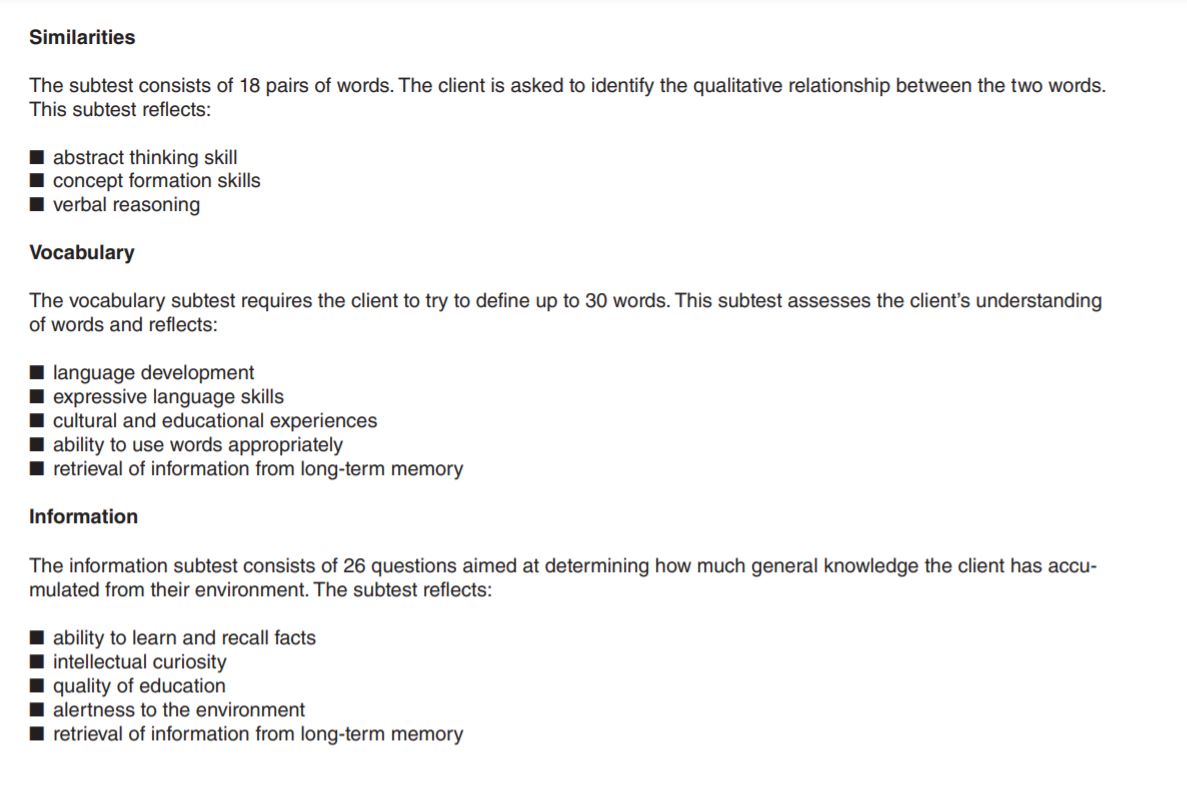 Similarities
The subtest consists of 18 pairs of words. The client is asked to identify the qualitative relationship between the two words.
This subtest reflects:
■ abstract thinking skill
■ concept formation skills
■ verbal reasoning
Vocabulary
The vocabulary subtest requires the client to try to define up to 30 words. This subtest assesses the client’s understanding
of words and reflects:
■ language development
■ expressive language skills
■ cultural and educational experiences
■ ability to use words appropriately
■ retrieval of information from long-term memory
Information
The information subtest consists of 26 questions aimed at determining how much general knowledge the client has accu-
mulated from their environment. The subtest reflects:
■ ability to learn and recall facts
■ intellectual curiosity
■ quality of education
■ alertness to the environment
■ retrieval of information from long-term memory